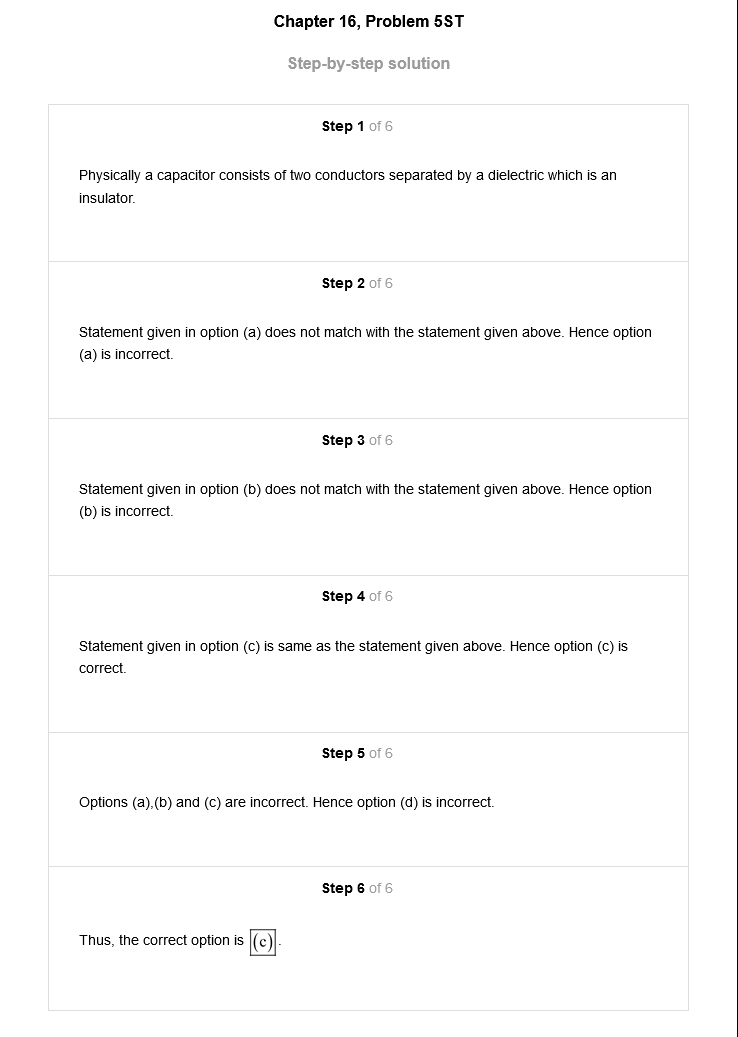 Chapter 16, Problem 5ST
Step-by-step solution
Step 1 of 6
Physically a capacitor consists of two conductors separated by a dielectric which is an
insulator.
Step 2 of 6
Statement given in option (a) does not match with the statement given above. Hence option
(a) is incorrect.
Step 3 of 6
Statement given in option (b) does not match with the statement given above. Hence option
(b) is incorrect.
Step 4 of 6
Statement given in option (c) is same as the statement given above. Hence option (c) is
correct.
Step 5 of 6
Options (a),(b) and (c) are incorrect. Hence option (d) is incorrect.
Step 6 of 6
Thus, the correct option is (c).